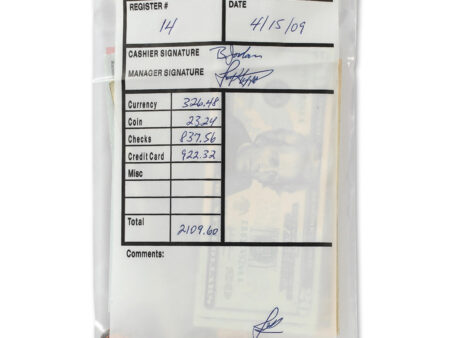 REGISTER # DATE
14 4/15/09
CASHIER SIGNATURE
MANAGER SIGNATURE
Currency 326.48
Coin 23.24
Checks 837.56
Credit Card 922.32
Misc
Total 2109.60
Comments: